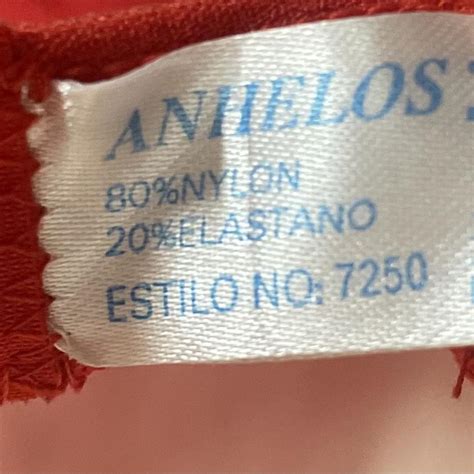 ANHELOS
80%NYLON
20%ELASTANO
ESTILO NO: 7250